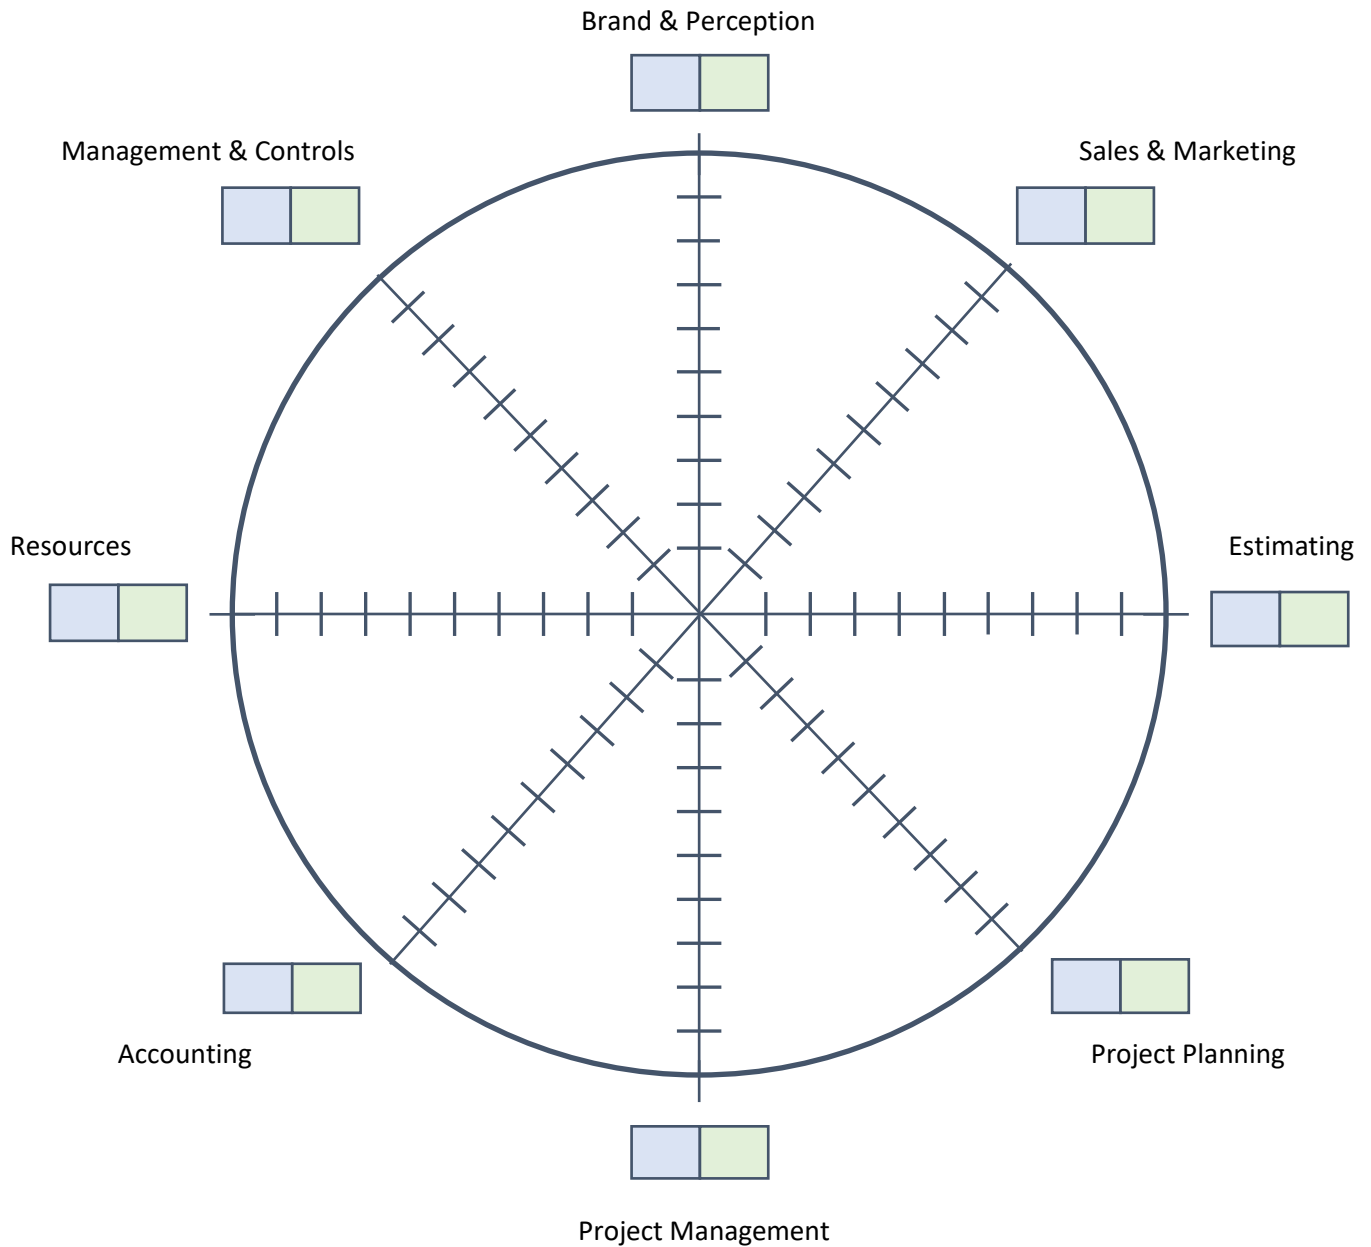 Brand & Perception
Management & Controls
Sales & Marketing
Resources
Estimating
Accounting
Project Planning
Project Management